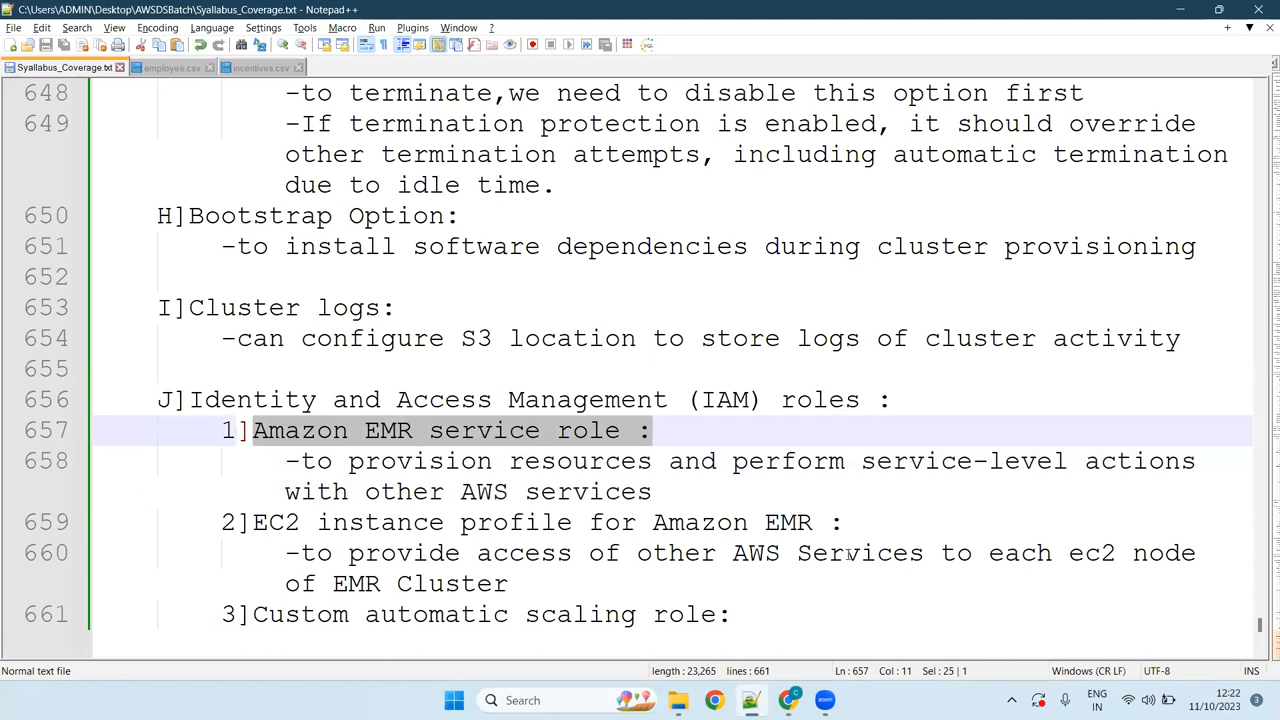 C:\Users\ADMIN\Desktop\AWSDSBatch\Syallabus_Coverage.txt - Notepad++
File Edit Search View Encoding Language Settings Tools Macro Run Plugins Window ?
Syallabus_Coverage.txt employee.csv incentives.csv
648 -to terminate,we need to disable this option first
649 -If termination protection is enabled, it should override
other termination attempts, including automatic termination
due to idle time.
650 H]Bootstrap Option:
651 -to install software dependencies during cluster provisioning
652
653 I]Cluster logs:
654 -can configure S3 location to store logs of cluster activity
655
656 J]Identity and Access Management (IAM) roles :
657 1]Amazon EMR service role :
658 -to provision resources and perform service-level actions
with other AWS services
659 2]EC2 instance profile for Amazon EMR :
660 -to provide access of other AWS Services to each ec2 node
of EMR Cluster
661 3]Custom automatic scaling role:
Normal text file length : 23,265 lines : 661 Ln : 657 Col : 11 Sel : 25 | 1 Windows (CR LF) UTF-8 INS
Search ENG IN 12:22 11/10/2023 3